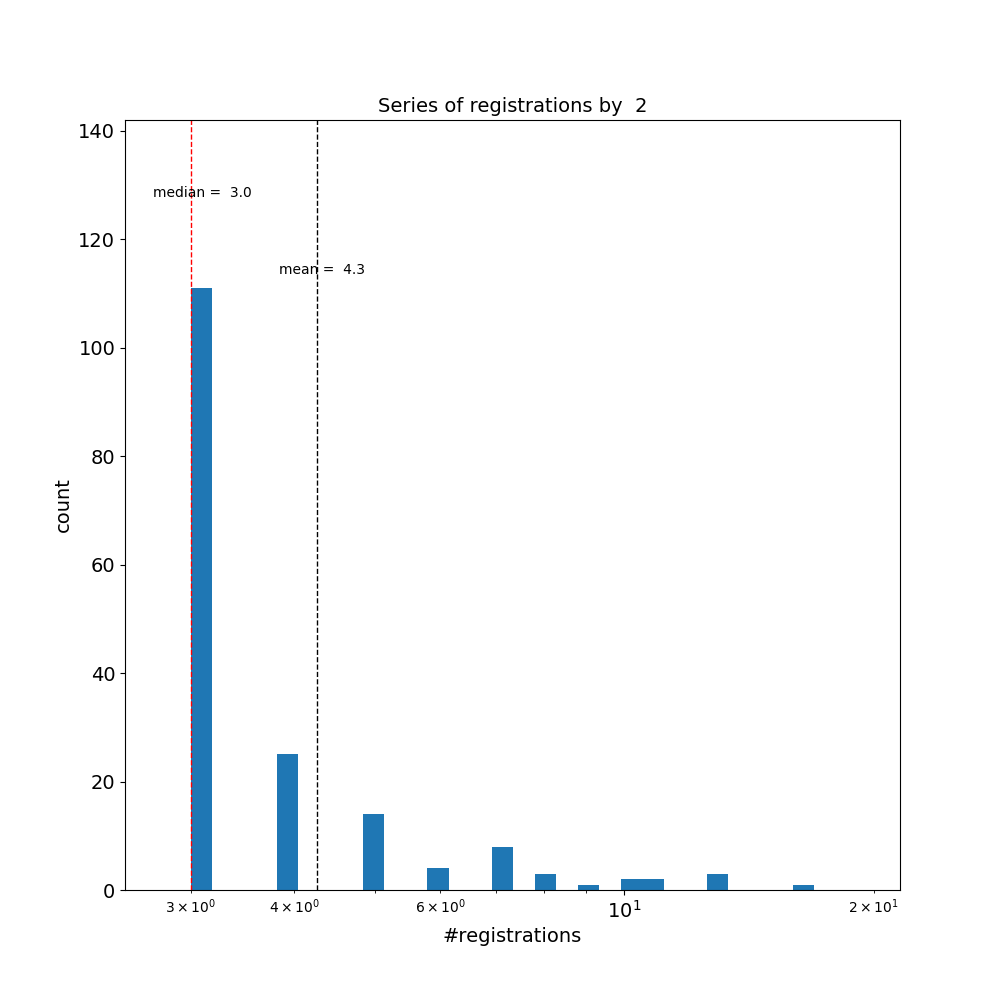 Series of registrations by  2
140
120
100
80
60
40
20
0
count
median =  3.0
mean =  4.3
3 × 10⁰
4 × 10⁰
6 × 10⁰
10¹
2 × 10¹
#registrations